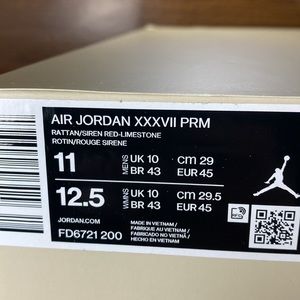 AIR JORDAN XXXVII PRM
RATTAN/SIREN RED-LIMESTONE
ROTIN/ROUGE SIRENE
11 MENS UK 10 CM 29
BR 43 EUR 45
12.5 WMNS UK 10 CM 29.5
BR 43 EUR 45
JORDAN.COM
FD6721 200
MADE IN VIETNAM/
FABRIQUÉ AU VIETNAM/
FABRICADO NO VIETNÃ/
HECHO EN VIETNAM